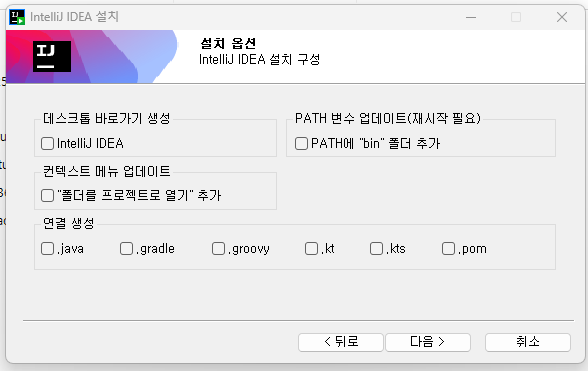 IntelliJ IDEA 설치
IJ
설치 옵션
IntelliJ IDEA 설치 구성
데스크톱 바로가기 생성
IntelliJ IDEA
PATH 변수 업데이트(재시작 필요)
PATH에 "bin" 폴더 추가
컨텍스트 메뉴 업데이트
"폴더를 프로젝트로 열기" 추가
연결 생성
.java .gradle .groovy .kt .kts .pom
< 뒤로 다음 > 취소